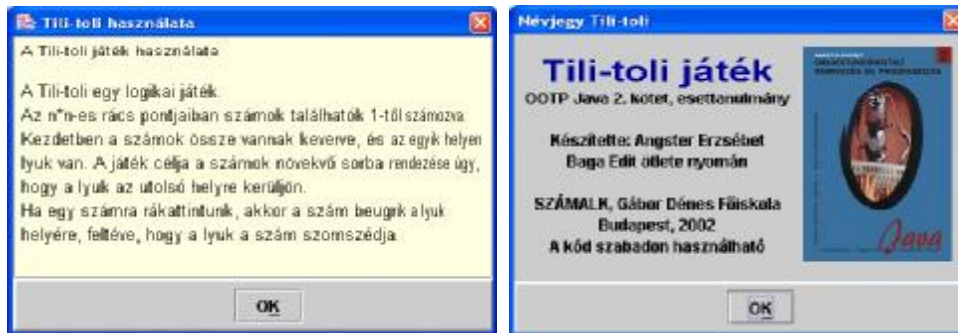 Tili-toli használata
A Tili-toli játék használata
A Tili-toli egy logikai játék.
Az n*n-es rács pontjaiban számok találhatók 1-től számozva.
Kezdetben a számok össze vannak keverve, és az egyik helyen
lyuk van. A játék célja a számok növekvő sorba rendezése úgy,
hogy a lyuk az utolsó helyre kerüljön.
Ha egy számra rákattintunk, akkor a szám beugrik a lyuk
helyére, feltéve, hogy a lyuk a szám szomszédja.
OK
Névjegy Tili-toli
Tili-toli játék
OOTP Java 2. kötet, esettanulmány
Készítette: Angster Erzsébet
Baga Edit ötlete nyomán
SZÁMALK, Gábor Dénes Főiskola
Budapest, 2002
A kód szabadon használható
Java
OK